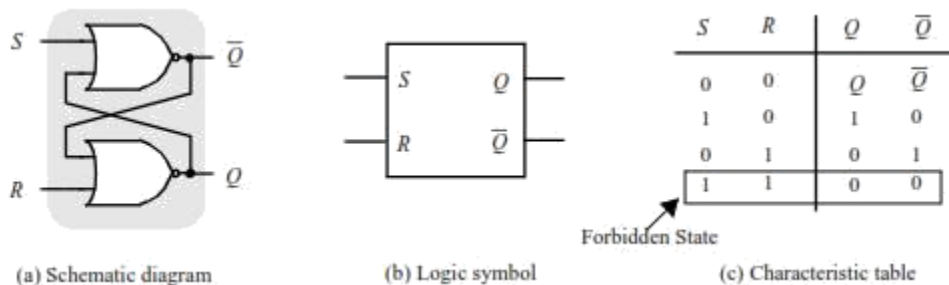 S
Q̅
Q
R
(a) Schematic diagram
S Q
R Q̅
(b) Logic symbol
S R Q Q̅
0 0 Q Q̅
1 0 1 0
0 1 0 1
1 1 0 0
Forbidden State
(c) Characteristic table